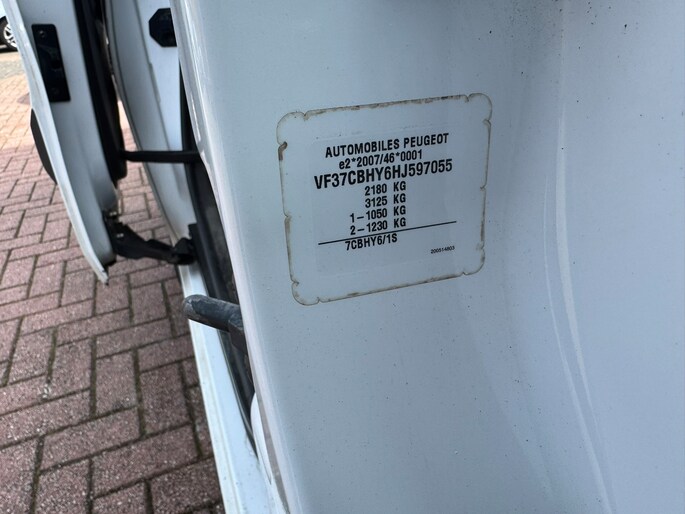 AUTOMOBILES PEUGEOT
e2*2007/46*0001
VF37CBHY6HJ597055
2180 KG
3125 KG
1-1050 KG
2-1230 KG
7CBHY6/1S